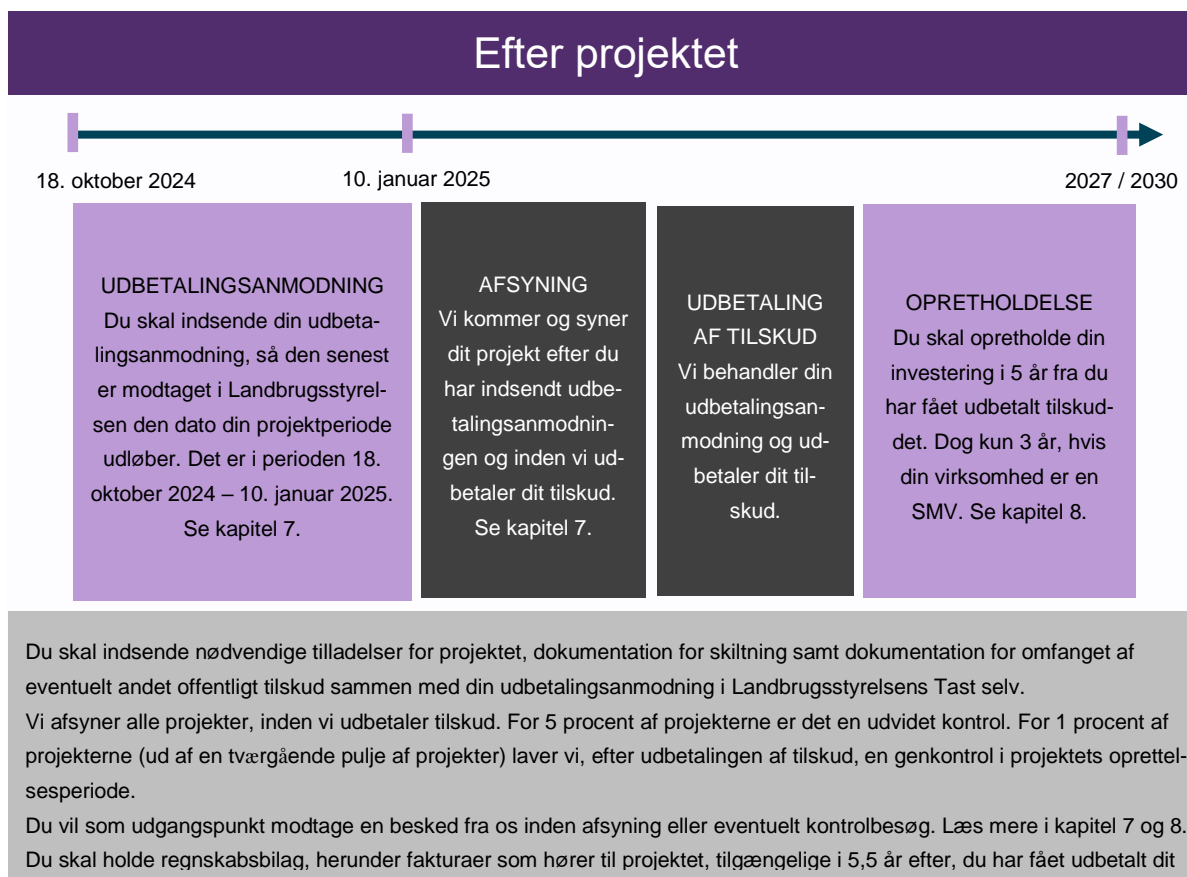 Efter projektet
18. oktober 2024
10. januar 2025
2027 / 2030
UDBETALINGSANMODNING
Du skal indsende din udbeta-
lingsanmodning, så den senest
er modtaget i Landbrugsstyrel-
sen den dato din projektperiode
udløber. Det er i perioden 18.
oktober 2024 – 10. januar 2025.
Se kapitel 7.
AFSYNING
Vi kommer og syner
dit projekt efter du
har indsendt udbe-
talingsanmodnin-
gen og inden vi ud-
betaler dit tilskud.
Se kapitel 7.
UDBETALING
AF TILSKUD
Vi behandler din
udbetalingsan-
modning og ud-
betaler dit til-
skud.
OPRETHOLDELSE
Du skal opretholde din
investering i 5 år fra du
har fået udbetalt tilskud-
det. Dog kun 3 år, hvis
din virksomhed er en
SMV. Se kapitel 8.
Du skal indsende nødvendige tilladelser for projektet, dokumentation for skiltning samt dokumentation for omfanget af
eventuelt andet offentligt tilskud sammen med din udbetalingsanmodning i Landbrugsstyrelsens Tast selv.
Vi afsyner alle projekter, inden vi udbetaler tilskud. For 5 procent af projekterne er det en udvidet kontrol. For 1 procent af
projekterne (ud af en tværgående pulje af projekter) laver vi, efter udbetalingen af tilskud, en genkontrol i projektets oprettel-
sesperiode.
Du vil som udgangspunkt modtage en besked fra os inden afsyning eller eventuelt kontrolbesøg. Læs mere i kapitel 7 og 8.
Du skal holde regnskabsbilag, herunder fakturaer som hører til projektet, tilgængelige i 5,5 år efter, du har fået udbetalt dit